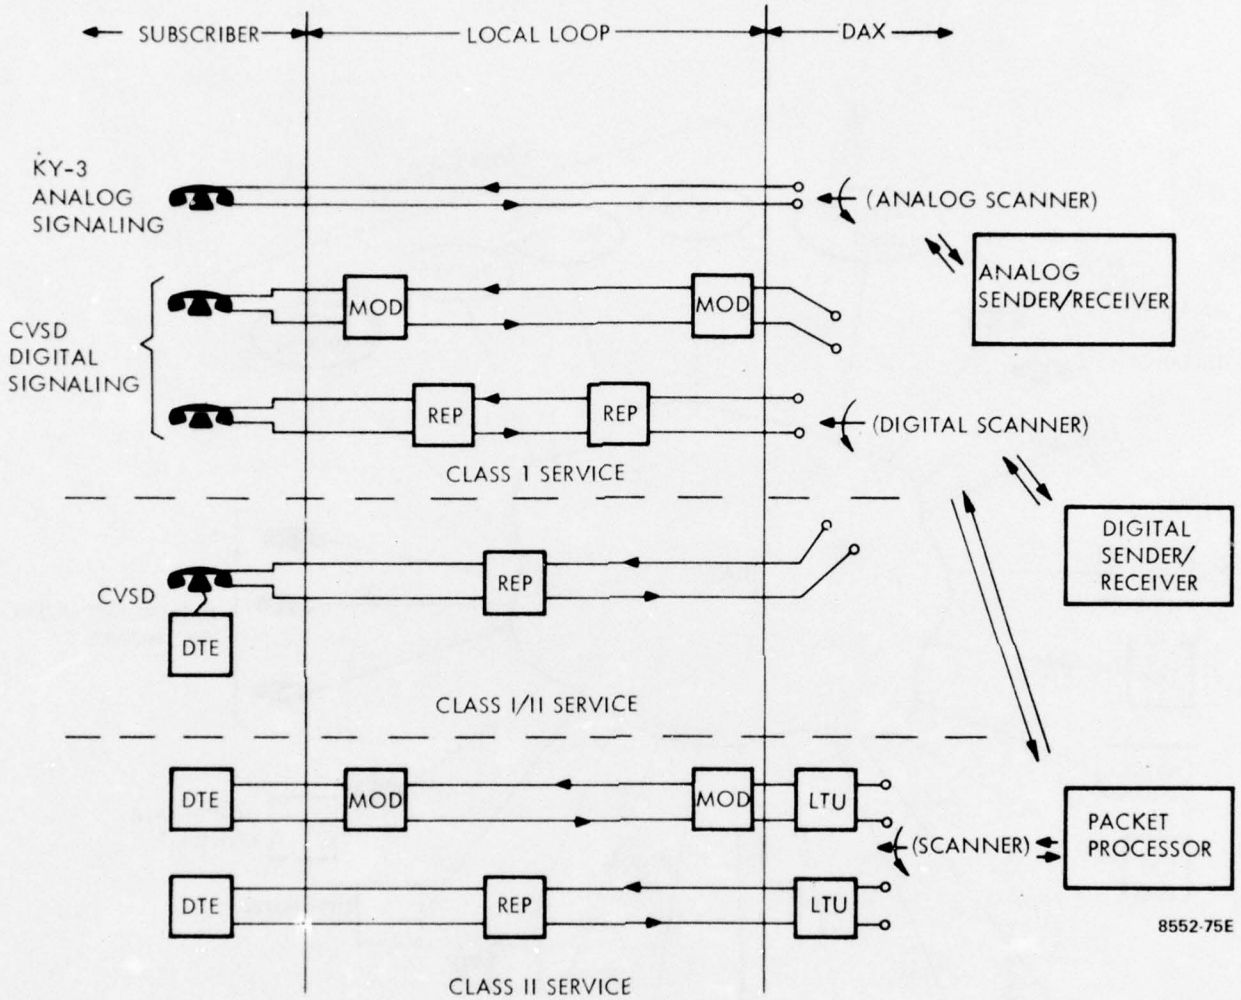 SUBSCRIBER
LOCAL LOOP
DAX
KY-3
ANALOG
SIGNALING
(ANALOG SCANNER)
ANALOG
SENDER/RECEIVER
CVSD
DIGITAL
SIGNALING
MOD
MOD
REP
REP
(DIGITAL SCANNER)
CLASS 1 SERVICE
DIGITAL
SENDER/
RECEIVER
CVSD
REP
DTE
CLASS I/II SERVICE
DTE
MOD
MOD
LTU
(SCANNER)
PACKET
PROCESSOR
DTE
REP
LTU
8552-75E
CLASS II SERVICE